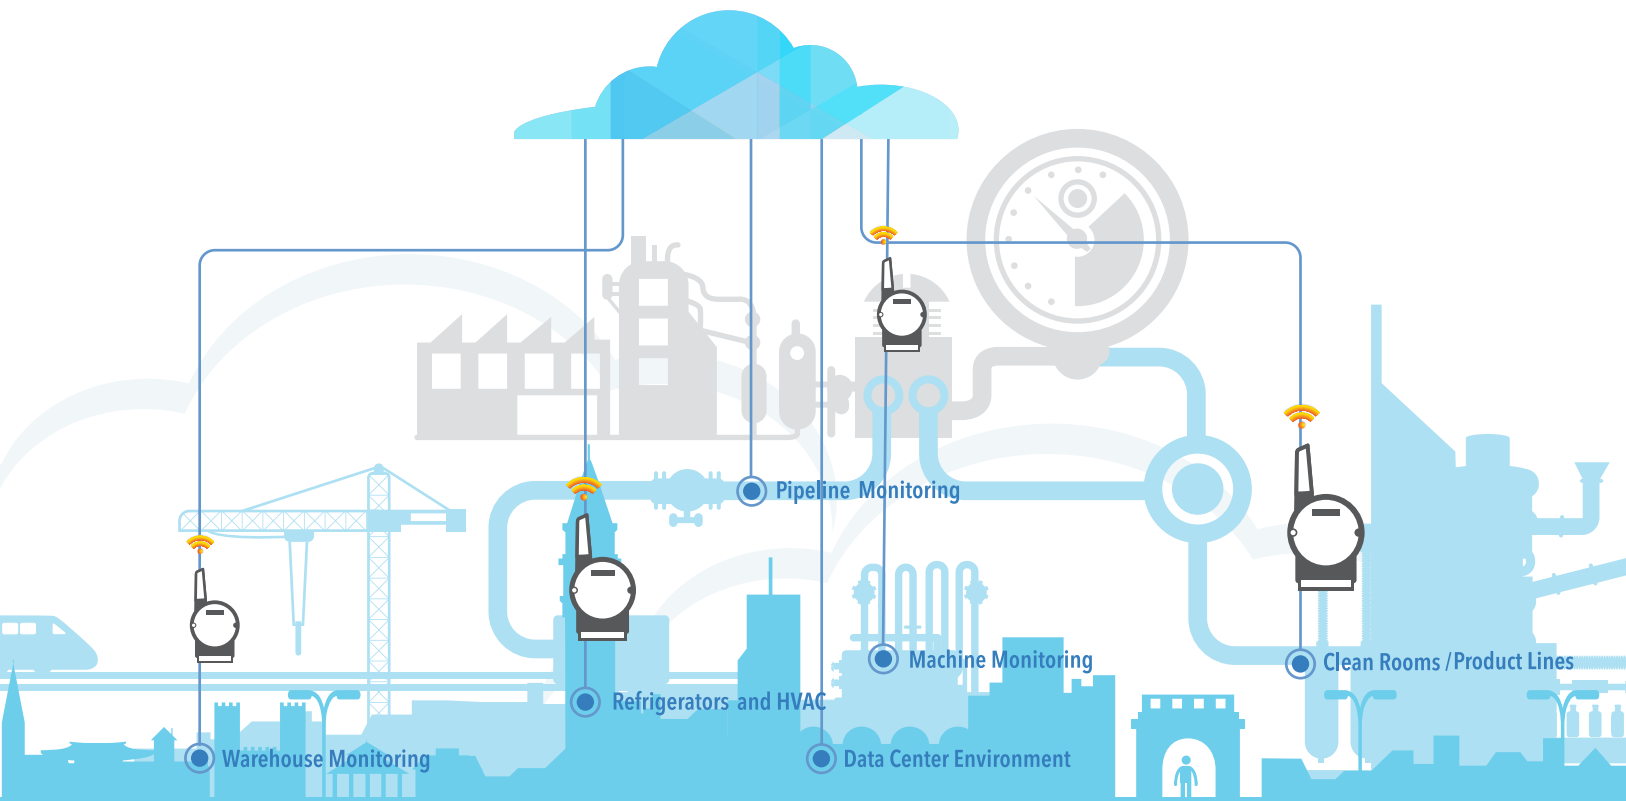 Pipeline Monitoring
Machine Monitoring
Clean Rooms / Product Lines
Refrigerators and HVAC
Warehouse Monitoring
Data Center Environment